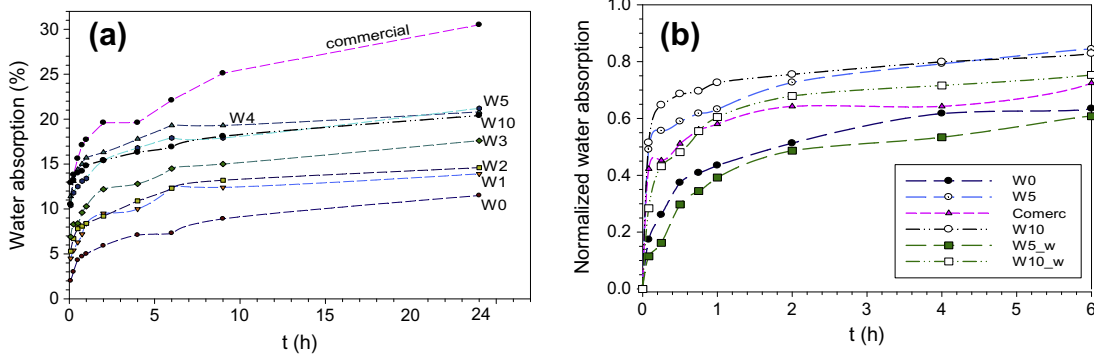 (a)
Water absorption (%)
30
25
20
15
10
5
0
0
5
10
15
20
24
t (h)
commercial
W4
W5
W10
W3
W2
W1
W0
(b)
Normalized water absorption
1.0
0.8
0.6
0.4
0.2
0.0
0
1
2
4
6
t (h)
W0
W5
Comerc
W10
W5_w
W10_w